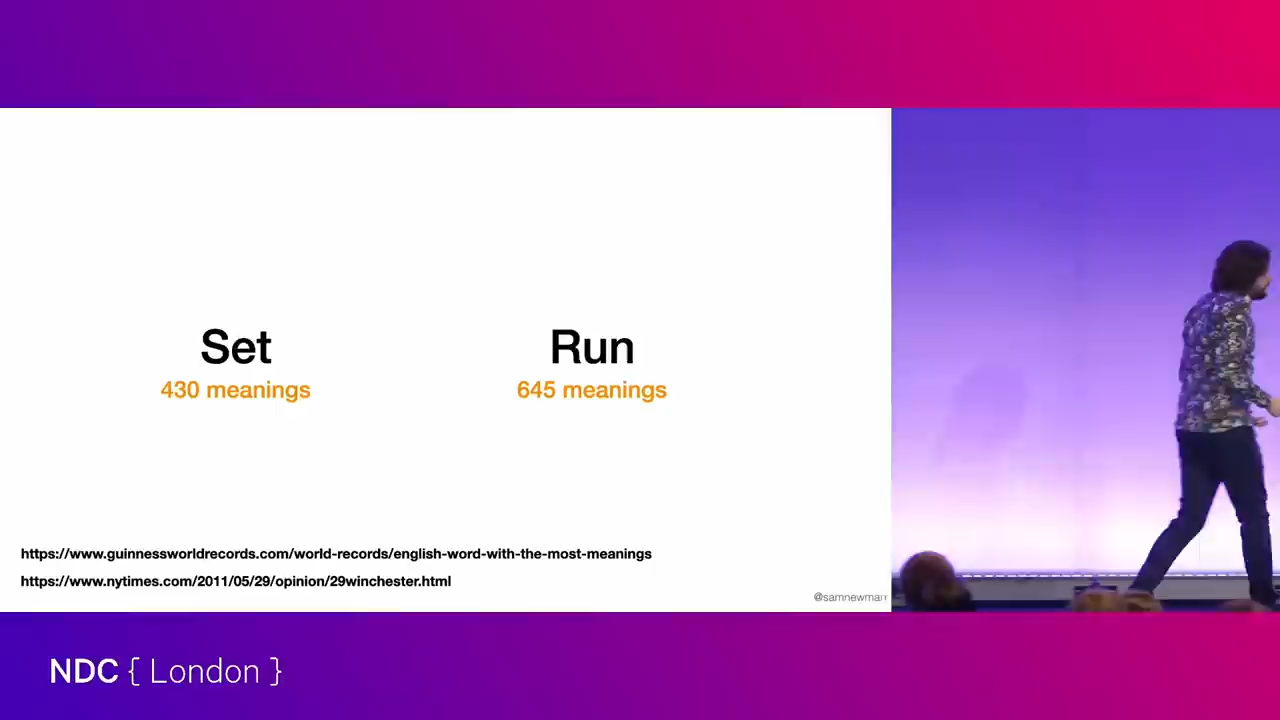 Set
430 meanings
Run
645 meanings
https://www.guinnessworldrecords.com/world-records/english-word-with-the-most-meanings
https://www.nytimes.com/2011/05/29/opinion/29winchester.html
@samnewman
NDC { London }